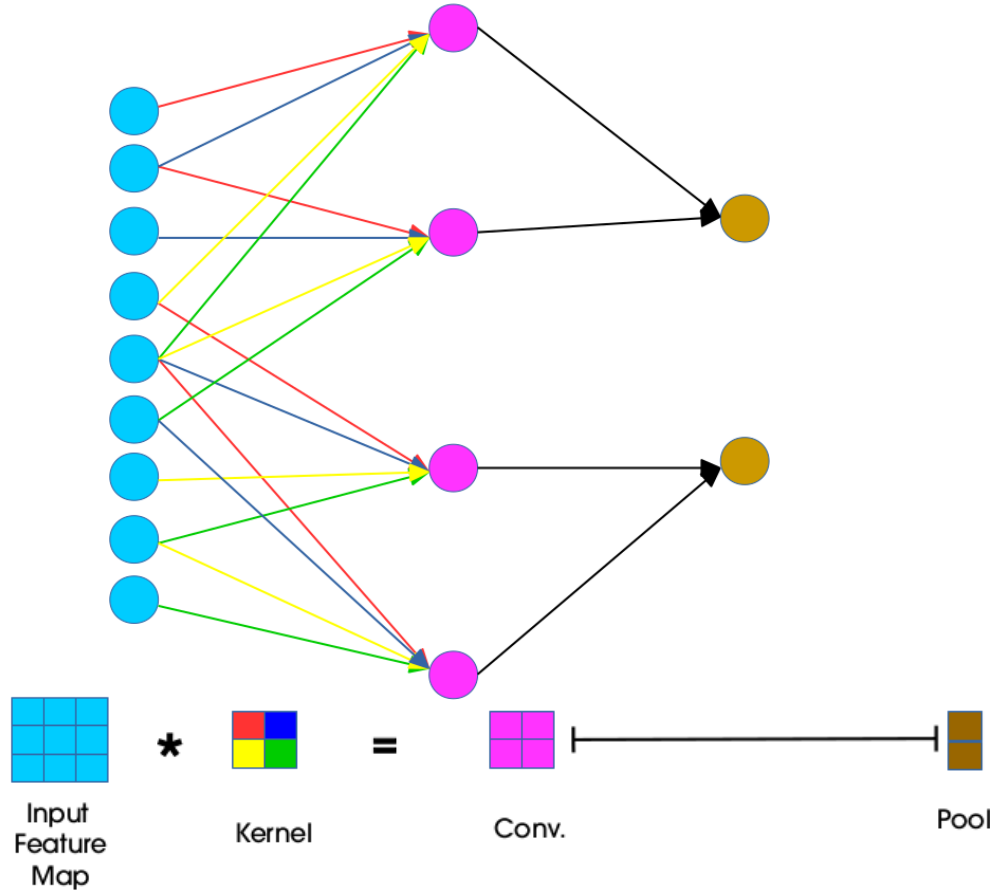 *
=
Input
Feature
Map
Kernel
Conv.
Pool